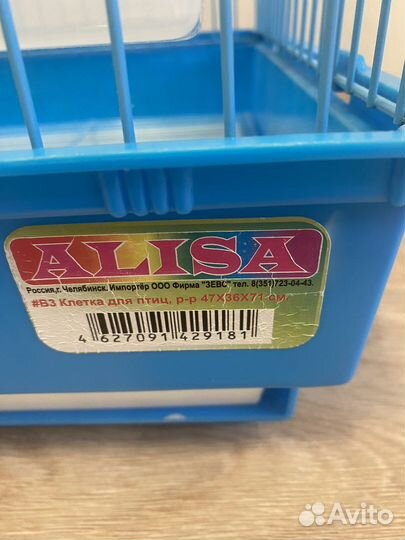 ALISA
Россия,г. Челябинск. Импортёр ООО Фирма "ЗЕВС" тел. 8(351)723-04-43.
#B3 Клетка для птиц, р-р 47X36X71 см
4 627091 429181
Avito